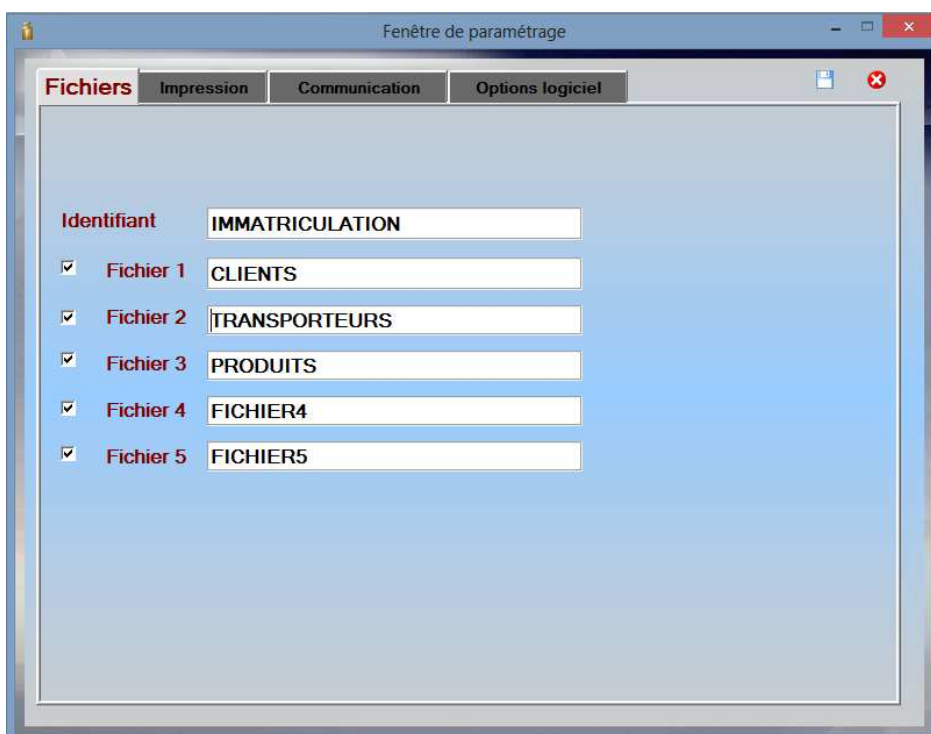 Fenêtre de paramétrage
Fichiers Impression Communication Options logiciel
Identifiant IMMATRICULATION
Fichier 1 CLIENTS
Fichier 2 TRANSPORTEURS
Fichier 3 PRODUITS
Fichier 4 FICHIER4
Fichier 5 FICHIER5